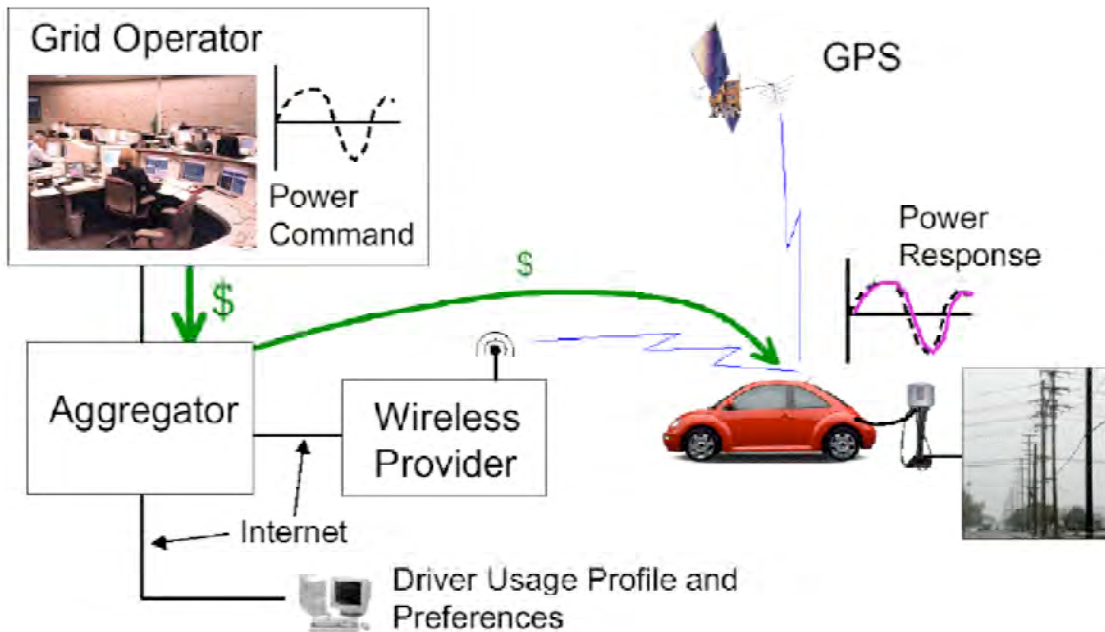 Grid Operator
Power
Command
GPS
Power
Response
$
$
Aggregator
Wireless
Provider
Internet
Driver Usage Profile and
Preferences